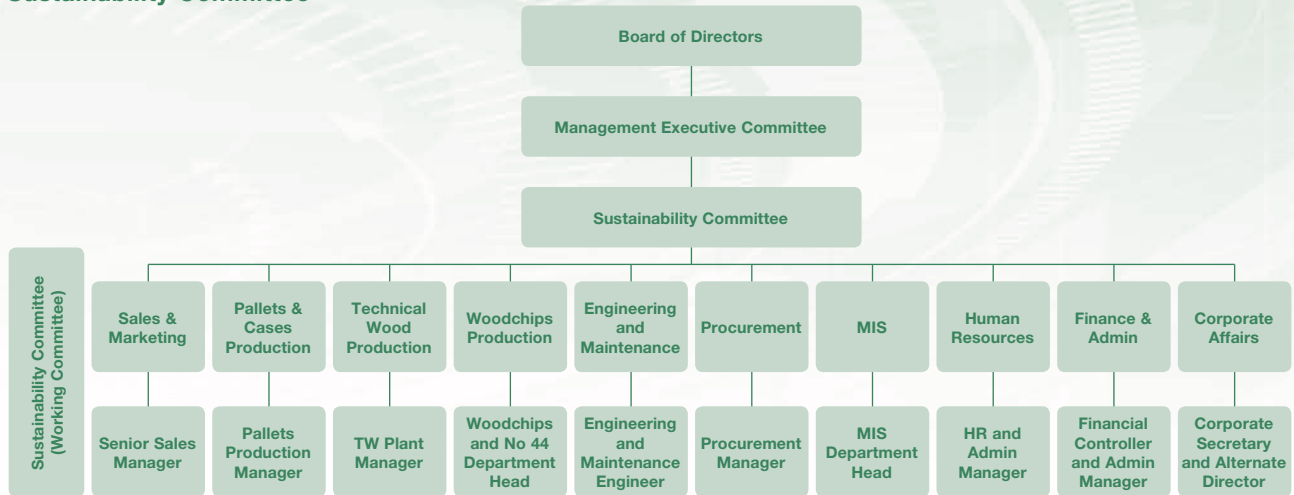 Sustainability Committee
Board of Directors
Management Executive Committee
Sustainability Committee
Sustainability Committee
(Working Committee)
Sales &
Marketing
Pallets &
Cases
Production
Technical
Wood
Production
Woodchips
Production
Engineering
and
Maintenance
Procurement
MIS
Human
Resources
Finance &
Admin
Corporate
Affairs
Senior Sales
Manager
Pallets
Production
Manager
TW Plant
Manager
Woodchips
and No 44
Department
Head
Engineering
and
Maintenance
Engineer
Procurement
Manager
MIS
Department
Head
HR and
Admin
Manager
Financial
Controller
and Admin
Manager
Corporate
Secretary
and Alternate
Director